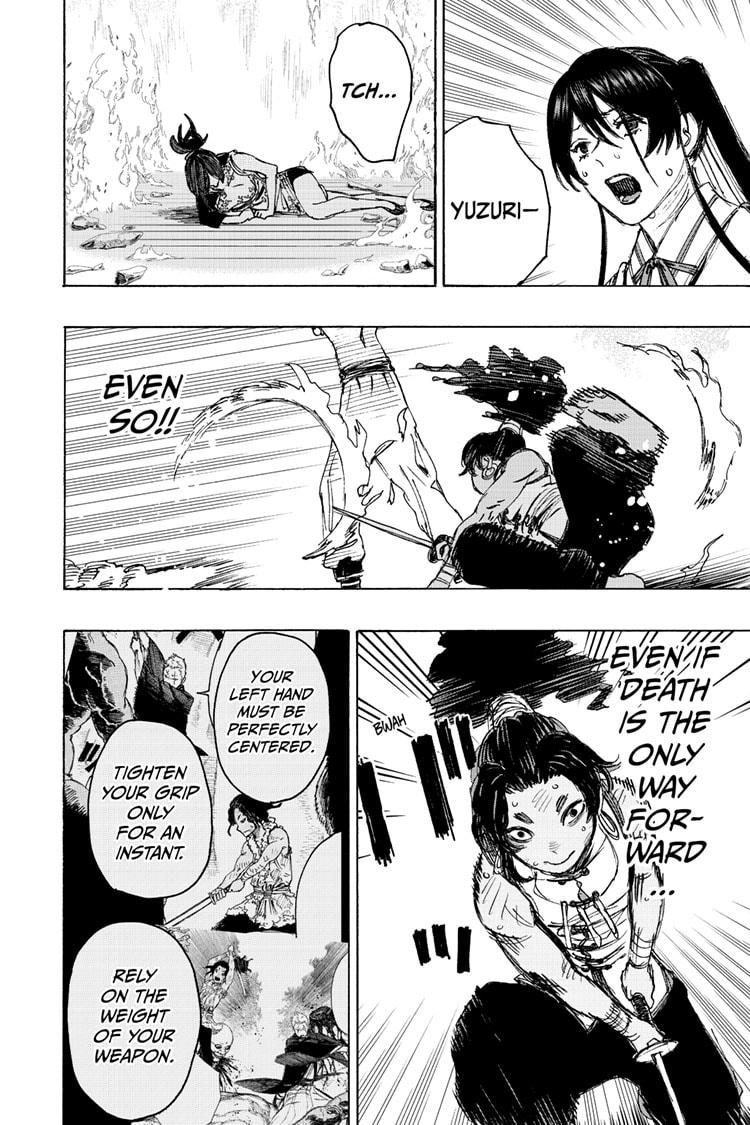 YUZURI—
TCH...
EVEN
SO!!
EVEN IF
DEATH
IS THE
ONLY
WAY
FOR-
WARD
...
BWAH
YOUR
LEFT HAND
MUST BE
PERFECTLY
CENTERED.
TIGHTEN
YOUR GRIP
ONLY
FOR AN
INSTANT.
RELY
ON THE
WEIGHT
OF YOUR
WEAPON.